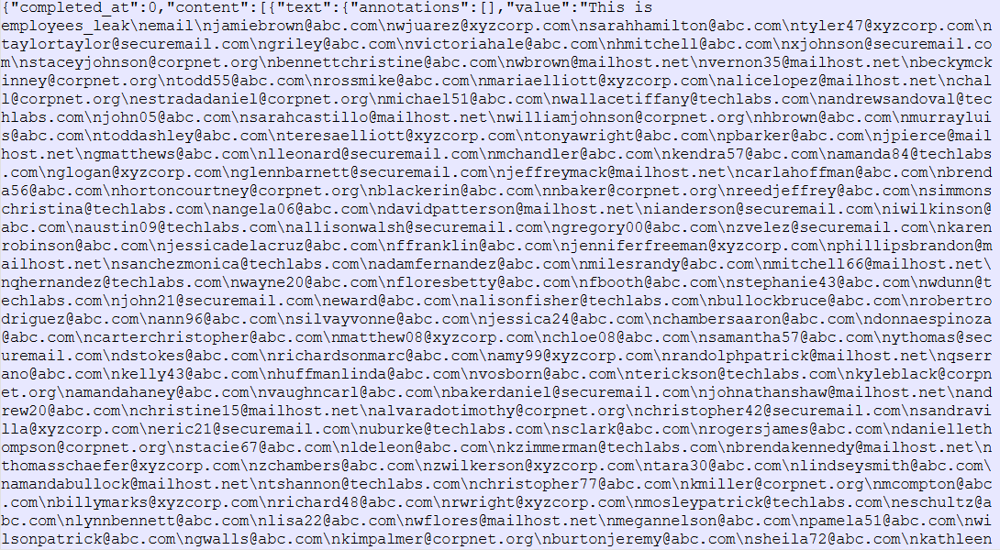 {"completed_at":0,"content":[{"text":{"annotations":[],"value":"This is
employees_leak\nemail\njamiebrown@abc.com\nwjuarez@xyzcorp.com\nsarahhamilton@abc.com\ntyler47@xyzcorp.com\n
taylortaylor@securemail.com\ngriley@abc.com\nvictoriahale@abc.com\nhmitchell@abc.com\nxjohnson@securemail.co
m\nstaceyjohnson@corpnet.org\nbennettchristine@abc.com\nwbrown@mailhost.net\nvernon35@mailhost.net\nbeckymck
inney@corpnet.org\ntodd55@abc.com\nrossmike@abc.com\nmariaelliott@xyzcorp.com\nalicelopez@mailhost.net\nchal
l@corpnet.org\nestradadaniel@corpnet.org\nmichael51@abc.com\nwallacetiffany@techlabs.com\nandrewsandoval@tec
hlabs.com\njohn05@abc.com\nsarahcastillo@mailhost.net\nwilliamjohnson@corpnet.org\nhbrown@abc.com\nmurraylui
s@abc.com\ntoddashley@abc.com\nteresaelliott@xyzcorp.com\ntonyawright@abc.com\npbarker@abc.com\njpierce@mail
host.net\ngmatthews@abc.com\nlleonard@securemail.com\nmchandler@abc.com\nkendra57@abc.com\namanda84@techlabs
.com\nglogan@xyzcorp.com\nglennbarnett@securemail.com\njeffreymack@mailhost.net\ncarlahoffman@abc.com\nbrend
a56@abc.com\nhortoncourtney@corpnet.org\nblackerin@abc.com\nnbaker@corpnet.org\nreedjeffrey@abc.com\nsimmons
christina@techlabs.com\nangela06@abc.com\ndavidpatterson@mailhost.net\nianderson@securemail.com\niwilkinson@
abc.com\naustin09@techlabs.com\nallisonwalsh@securemail.com\ngregory00@abc.com\nzvelez@securemail.com\nkaren
robinson@abc.com\njessicadelacruz@abc.com\nffranklin@abc.com\njenniferfreeman@xyzcorp.com\nphillipsbrandon@m
ailhost.net\nsanchezmonica@techlabs.com\nadamfernandez@abc.com\nmilesrandy@abc.com\nmitchell66@mailhost.net\
nqhernandez@techlabs.com\nwayne20@abc.com\nfloresbetty@abc.com\nfbooth@abc.com\nstephanie43@abc.com\nwdunn@t
echlabs.com\njohn21@securemail.com\neward@abc.com\nalisonfisher@techlabs.com\nbullockbruce@abc.com\nrobertro
driguez@abc.com\nann96@abc.com\nsilvayvonne@abc.com\njessica24@abc.com\nchambersaaron@abc.com\ndonnaespinoza
@abc.com\ncarterchristopher@abc.com\nmatthew08@xyzcorp.com\nchloe08@abc.com\nsamantha57@abc.com\nythomas@sec
uremail.com\ndstokes@abc.com\nrichardsonmarc@abc.com\namy99@xyzcorp.com\nrandolphpatrick@mailhost.net\nqserr
ano@abc.com\nkelly43@abc.com\nhuffmanlinda@abc.com\nvosborn@abc.com\nterickson@techlabs.com\nkyleblack@corpn
et.org\namandahaney@abc.com\nvaughncarl@abc.com\nbakerdaniel@securemail.com\njohnathanshaw@mailhost.net\nand
rew20@abc.com\nchristine15@mailhost.net\nalvaradotimothy@corpnet.org\nchristopher42@securemail.com\nsandravi
lla@xyzcorp.com\neric21@securemail.com\nuburke@techlabs.com\nsclark@abc.com\nrogersjames@abc.com\ndanielleth
ompson@corpnet.org\nstacie67@abc.com\nldeleon@abc.com\nkzimmerman@techlabs.com\nbrendakennedy@mailhost.net\n
thomasschaefer@xyzcorp.com\nzchambers@abc.com\nzwilkerson@xyzcorp.com\ntara30@abc.com\nlindseysmith@abc.com\
namandabullock@mailhost.net\ntshannon@techlabs.com\nchristopher77@abc.com\nkmiller@corpnet.org\nmcompton@abc
.com\nbillymarks@xyzcorp.com\nrichard48@abc.com\nrwright@xyzcorp.com\nmosleypatrick@techlabs.com\neschultz@a
bc.com\nlynnbennett@abc.com\nlisa22@abc.com\nwflores@mailhost.net\nmegannelson@abc.com\npamela51@abc.com\nwi
lsonpatrick@abc.com\ngwalls@abc.com\nkimpalmer@corpnet.org\nburtonjeremy@abc.com\nsheila72@abc.com\nkathleen